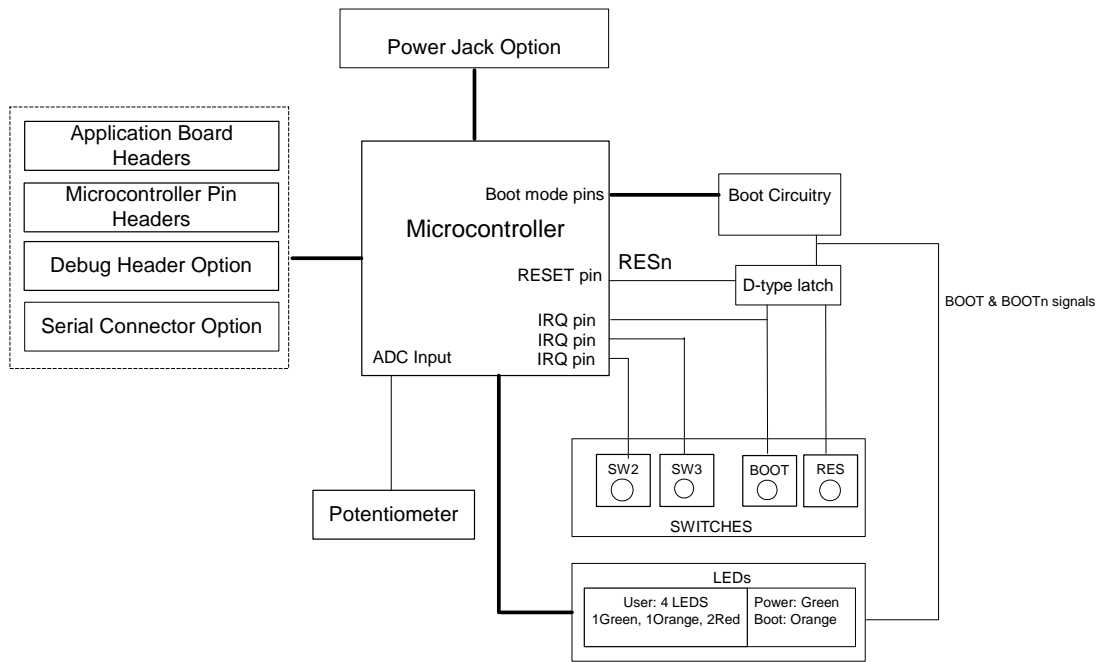 Power Jack Option
Application Board
Headers
Microcontroller Pin
Headers
Debug Header Option
Serial Connector Option
Boot mode pins
Microcontroller
RESET pin
IRQ pin
IRQ pin
IRQ pin
ADC Input
RESn
Boot Circuitry
D-type latch
BOOT & BOOTn signals
SW2
SW3
BOOT
RES
SWITCHES
Potentiometer
LEDs
User: 4 LEDS
1Green, 1Orange, 2Red
Power: Green
Boot: Orange